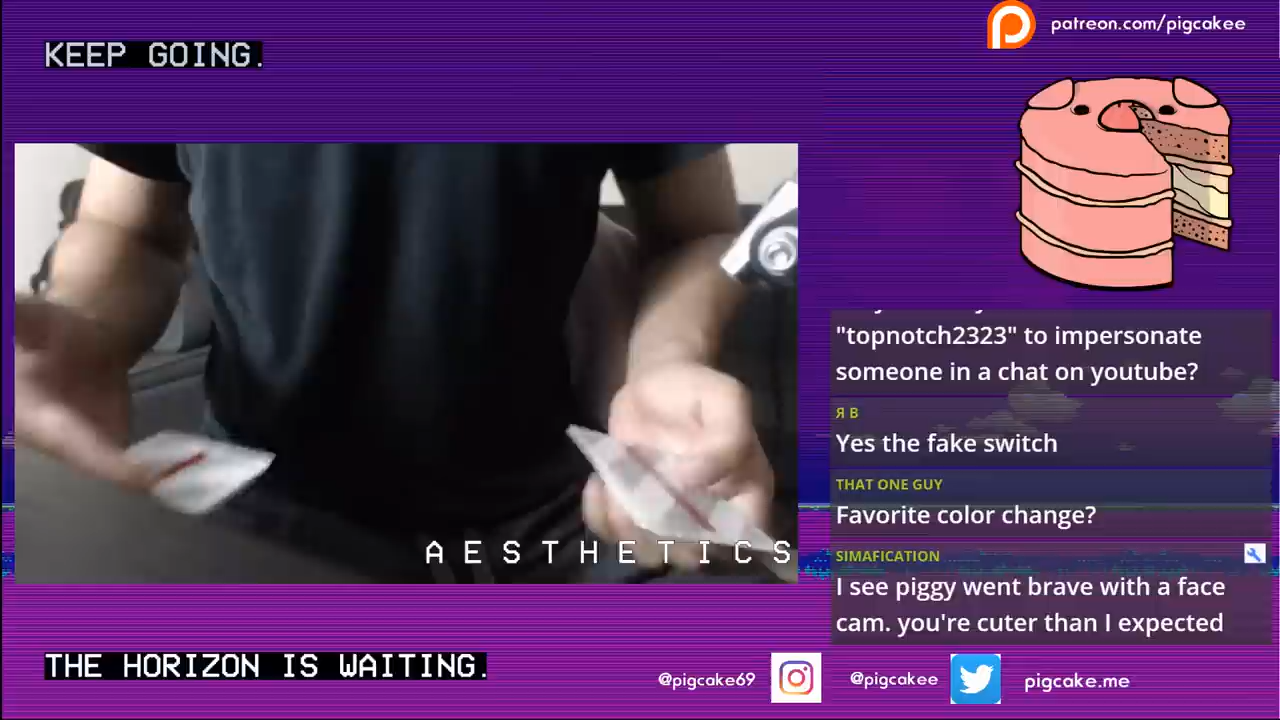 KEEP GOING.
patreon.com/pigcakee
"topnotch2323" to impersonate
someone in a chat on youtube?
Я В
Yes the fake switch
THAT ONE GUY
Favorite color change?
SIMAFICATION
I see piggy went brave with a face
cam. you're cuter than I expected
AESTHETICS
THE HORIZON IS WAITING.
@pigcake69
@pigcakee
pigcake.me